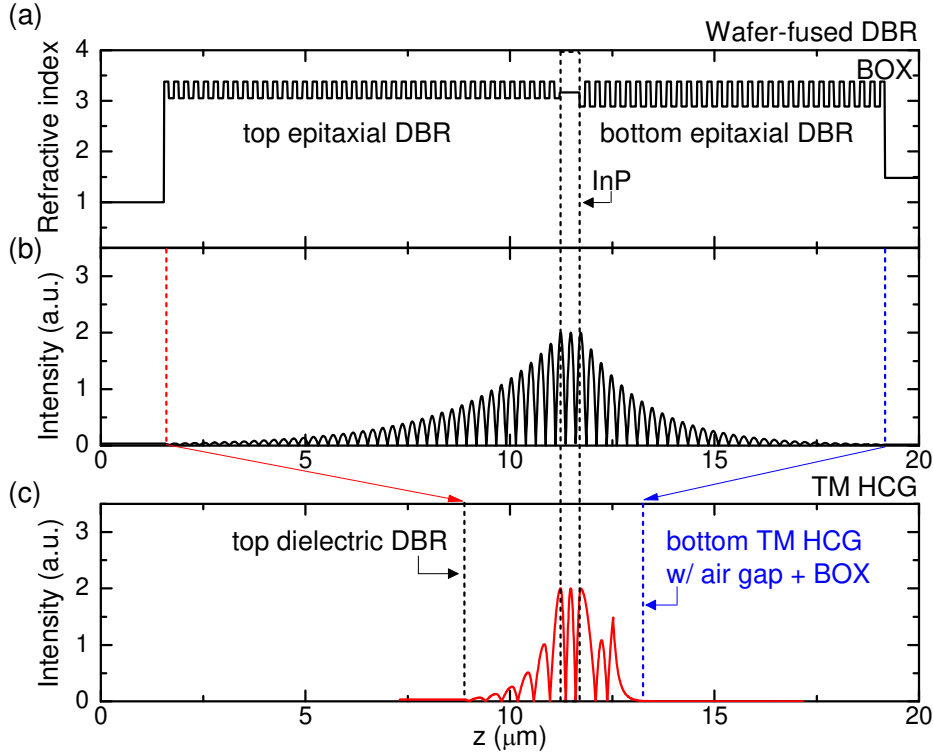 (a)
Wafer-fused DBR
BOX
Refractive index
4
3
2
1
top epitaxial DBR
bottom epitaxial DBR
InP
(b)
Intensity (a.u.)
3
2
1
0
0 5 10 15 20
(c)
TM HCG
Intensity (a.u.)
3
2
1
0
top dielectric DBR
bottom TM HCG
w/ air gap + BOX
0 5 10 15 20
z (μm)